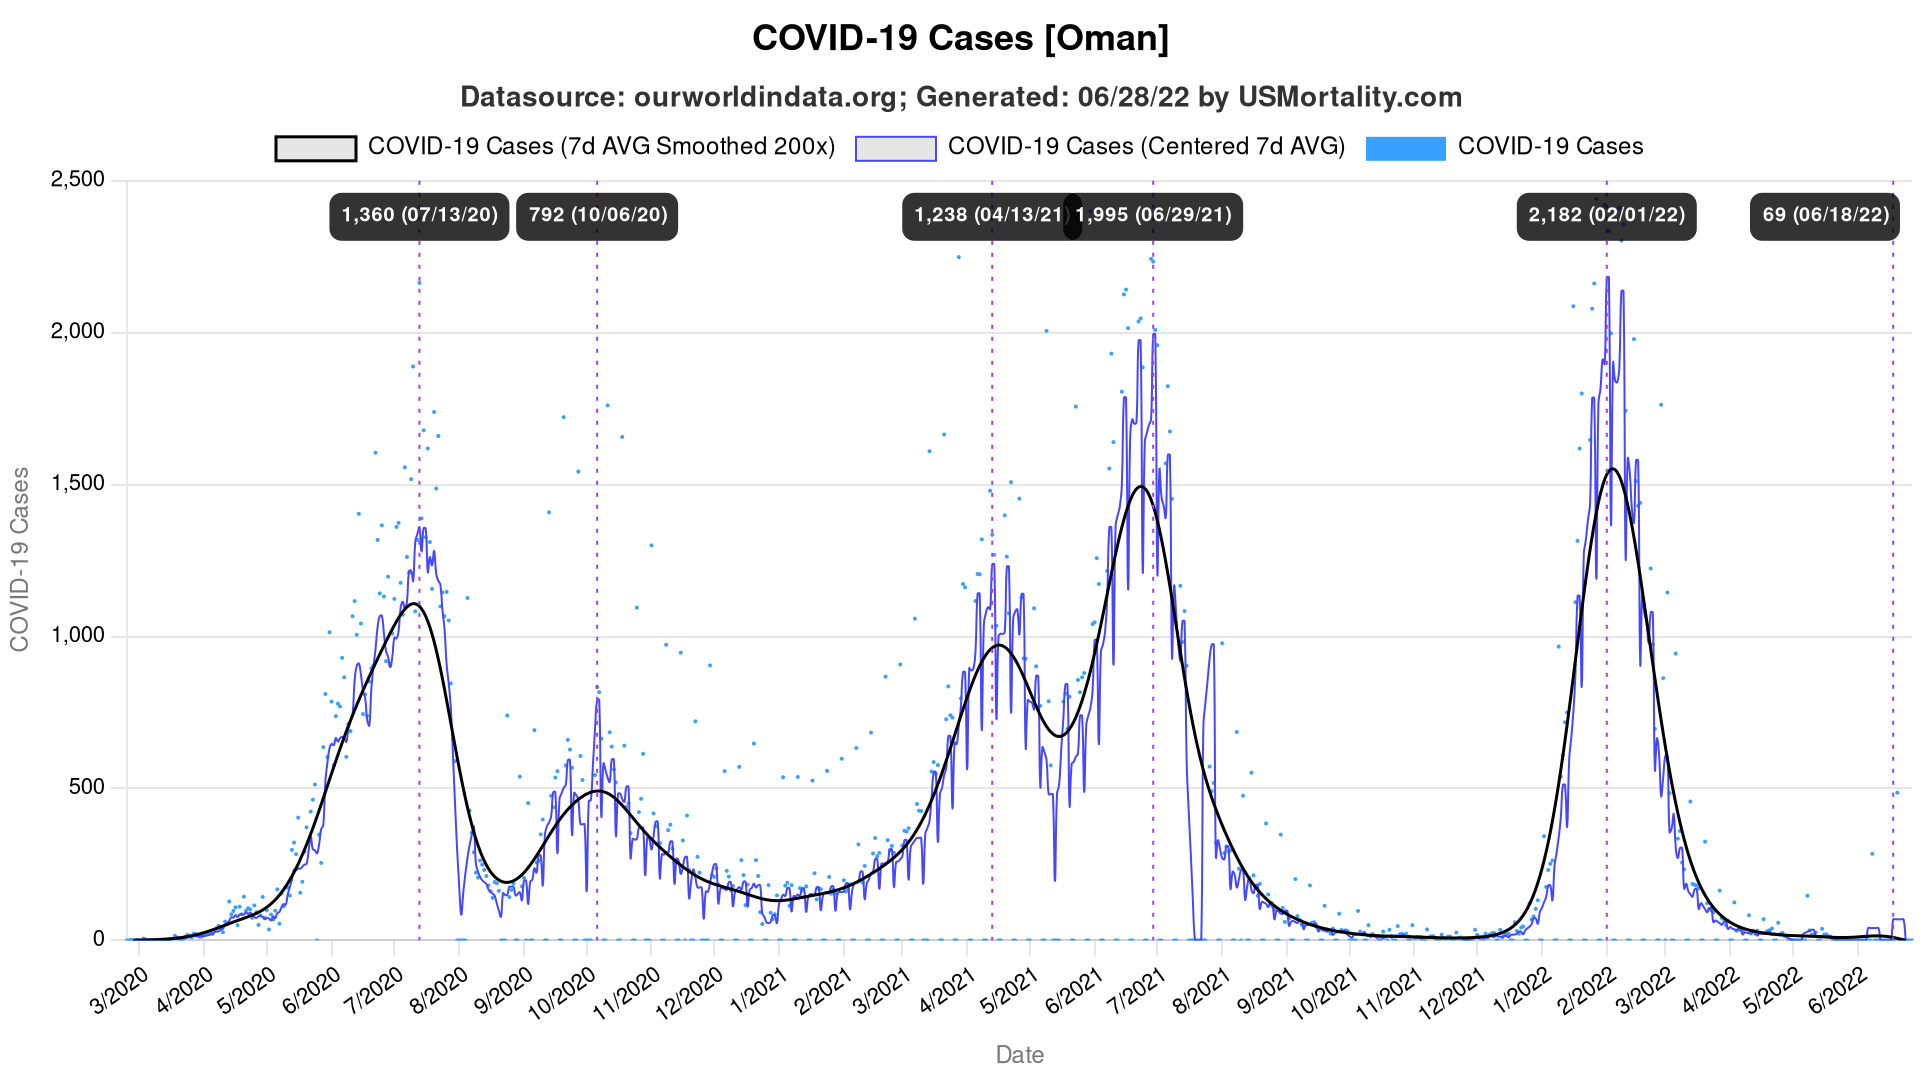 COVID-19 Cases [Oman]
Datasource: ourworldindata.org; Generated: 06/28/22 by USMortality.com
COVID-19 Cases (7d AVG Smoothed 200x) COVID-19 Cases (Centered 7d AVG) COVID-19 Cases
2,500
1,360 (07/13/20) 792 (10/06/20) 1,238 (04/13/21) 1,995 (06/29/21) 2,182 (02/01/22) 69 (06/18/22)
2,000
1,500
1,000
500
0
COVID-19 Cases
3/2020 4/2020 5/2020 6/2020 7/2020 8/2020 9/2020 10/2020 11/2020 12/2020 1/2021 2/2021 3/2021 4/2021 5/2021 6/2021 7/2021 8/2021 9/2021 10/2021 11/2021 12/2021 1/2022 2/2022 3/2022 4/2022 5/2022 6/2022
Date